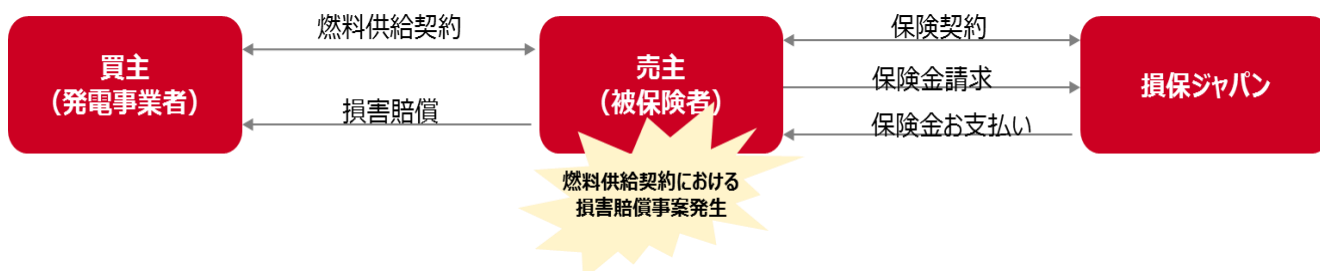 燃料供給契約
保険契約
買主
（発電事業者）
売主
（被保険者）
損保ジャパン
保険金請求
損害賠償
保険金お支払い
燃料供給契約における
損害賠償事案発生